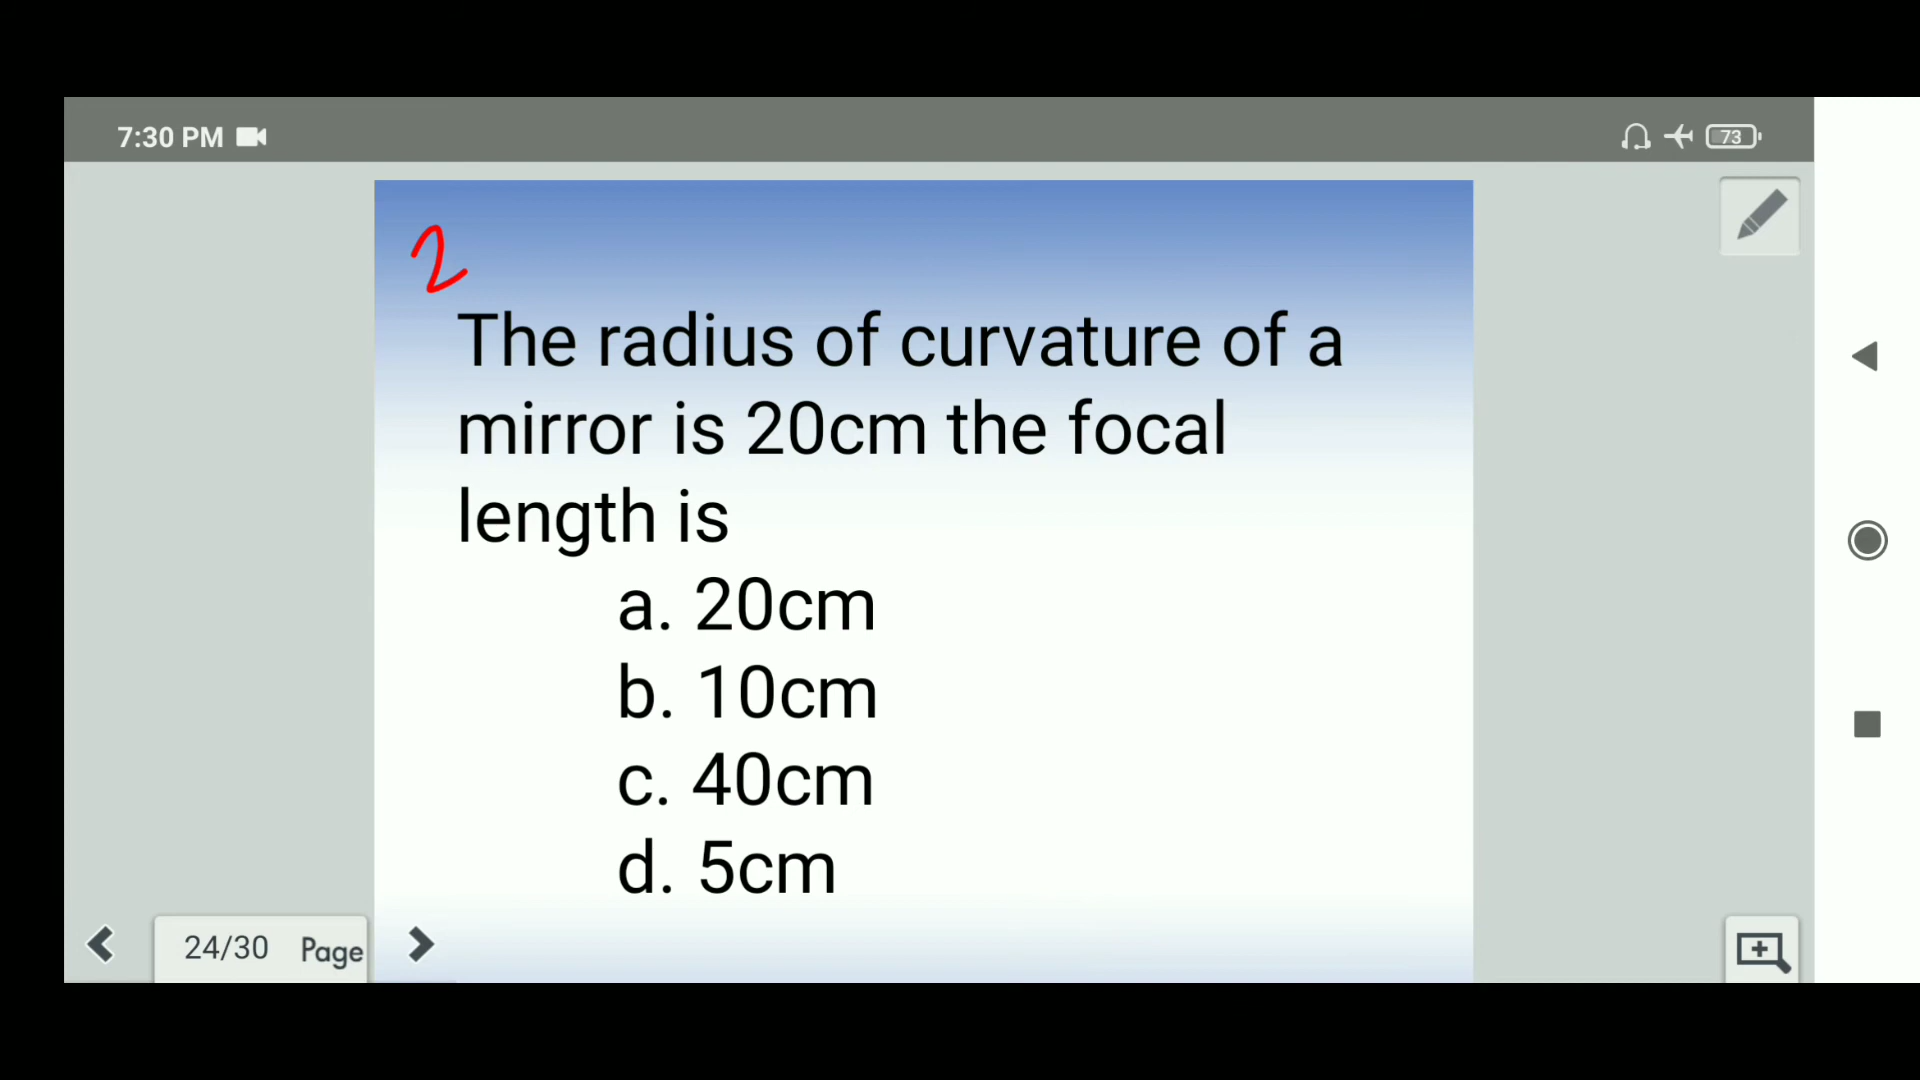 7:30 PM
73
2
The radius of curvature of a
mirror is 20cm the focal
length is
a. 20cm
b. 10cm
c. 40cm
d. 5cm
24/30 Page